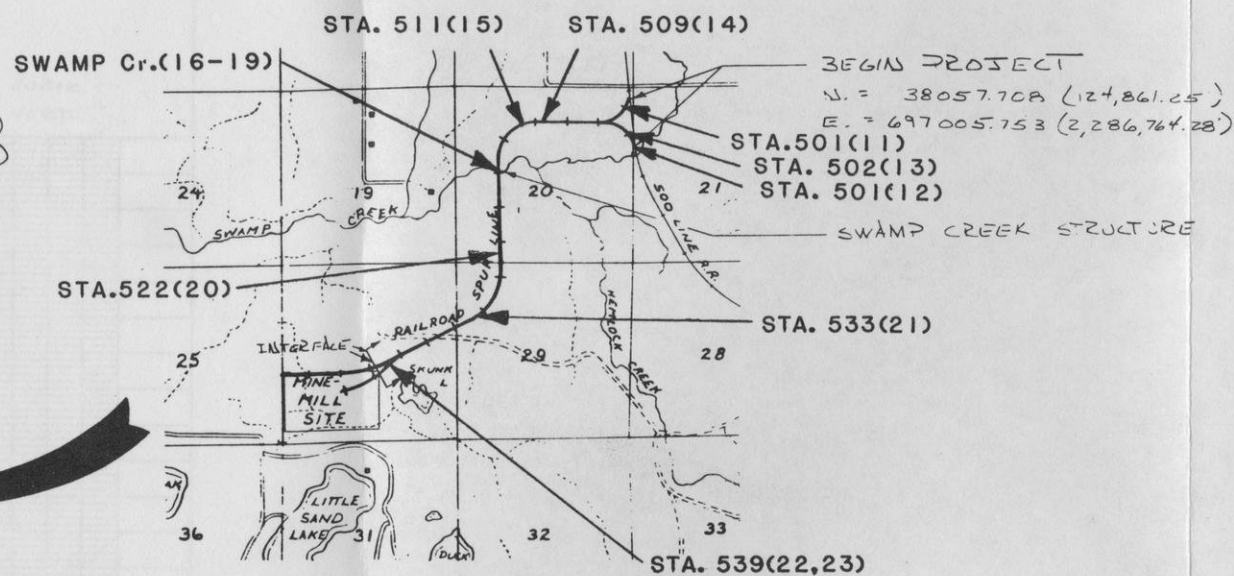 STA. 511(15)
STA. 509(14)
SWAMP Cr.(16-19)
BEGIN PROJECT
N. = 38057.708 (124,861.25')
E. = 697005.753 (2,286,764.28')
STA. 501(11)
STA. 502(13)
STA. 501(12)
24
19
20
21
SWAMP CREEK
SOO LINE R.R.
SWAMP CREEK STRUCTURE
STA. 522(20)
RAILROAD SPUR LINE
HEMLOCK CREEK
STA. 533(21)
25
INTERFACE
29
28
SKUNK L
MINE-
MILL
SITE
36
LITTLE
SAND
LAKE
31
DUCK
32
33
STA. 539(22,23)